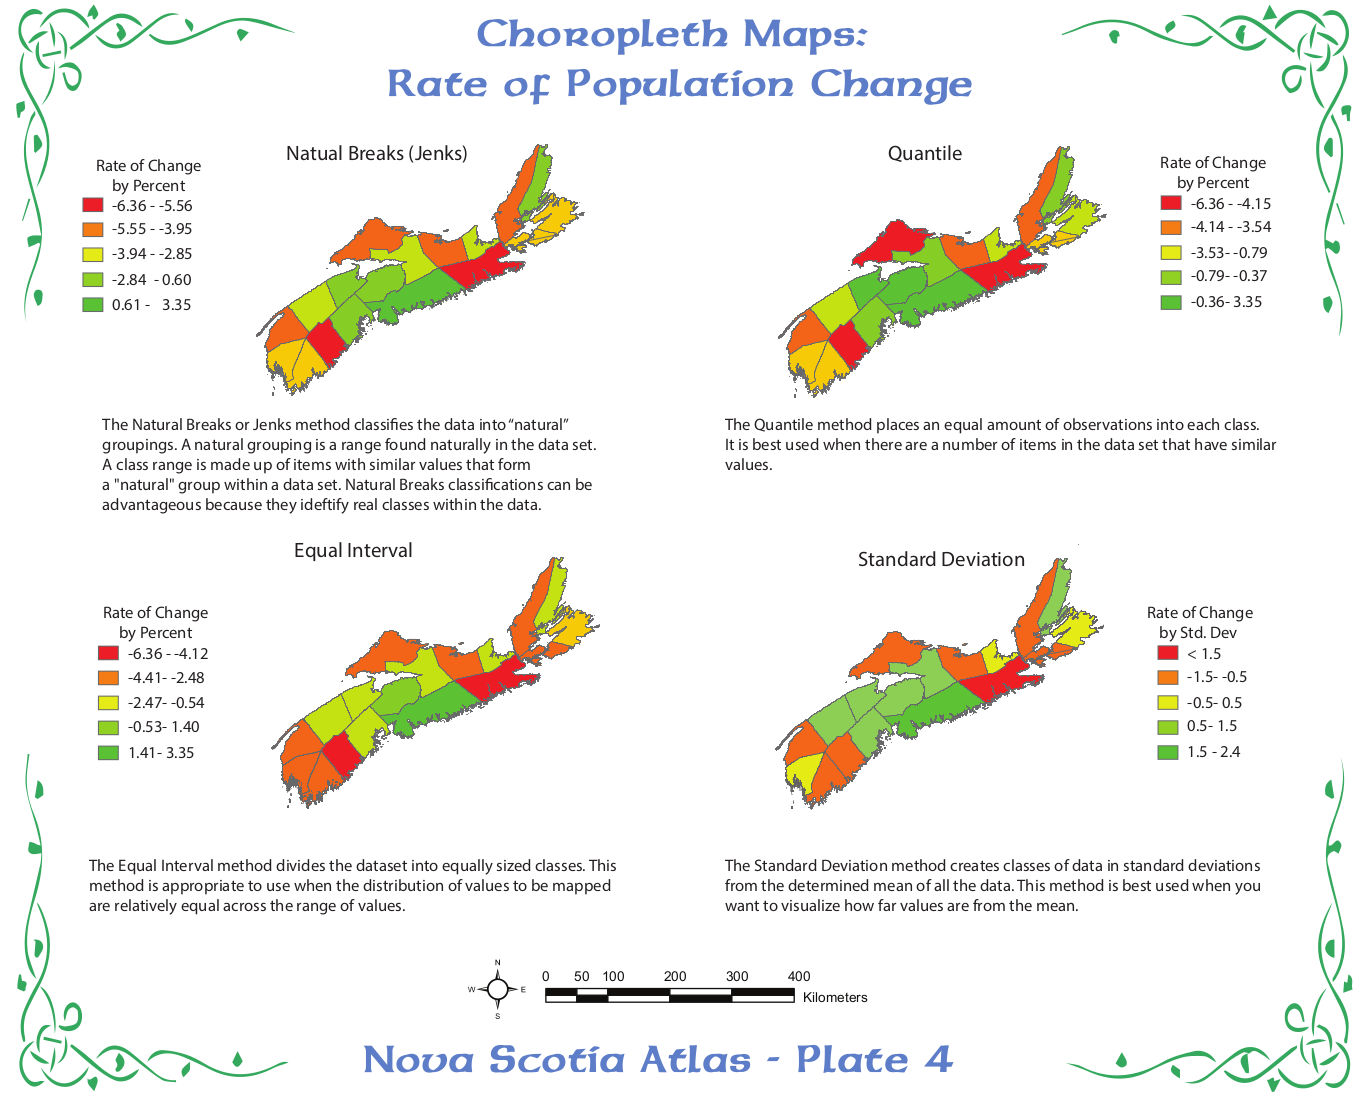 Choropleth Maps:
Rate of Population Change
Natual Breaks (Jenks)
Rate of Change
by Percent
-6.36 - -5.56
-5.55 - -3.95
-3.94 - -2.85
-2.84 - 0.60
0.61 - 3.35
Quantile
Rate of Change
by Percent
-6.36 - -4.15
-4.14 - -3.54
-3.53- -0.79
-0.79- -0.37
-0.36- 3.35
The Natural Breaks or Jenks method classifies the data into “natural”
groupings. A natural grouping is a range found naturally in the data set.
A class range is made up of items with similar values that form
a "natural" group within a data set. Natural Breaks classifications can be
advantageous because they ideftify real classes within the data.
The Quantile method places an equal amount of observations into each class.
It is best used when there are a number of items in the data set that have similar
values.
Equal Interval
Rate of Change
by Percent
-6.36 - -4.12
-4.41- -2.48
-2.47- -0.54
-0.53- 1.40
1.41- 3.35
Standard Deviation
Rate of Change
by Std. Dev
< 1.5
-1.5- -0.5
-0.5- 0.5
0.5- 1.5
1.5 - 2.4
The Equal Interval method divides the dataset into equally sized classes. This
method is appropriate to use when the distribution of values to be mapped
are relatively equal across the range of values.
The Standard Deviation method creates classes of data in standard deviations
from the determined mean of all the data. This method is best used when you
want to visualize how far values are from the mean.
N
W E
S
0 50 100 200 300 400
Kilometers
Nova Scotia Atlas - Plate 4